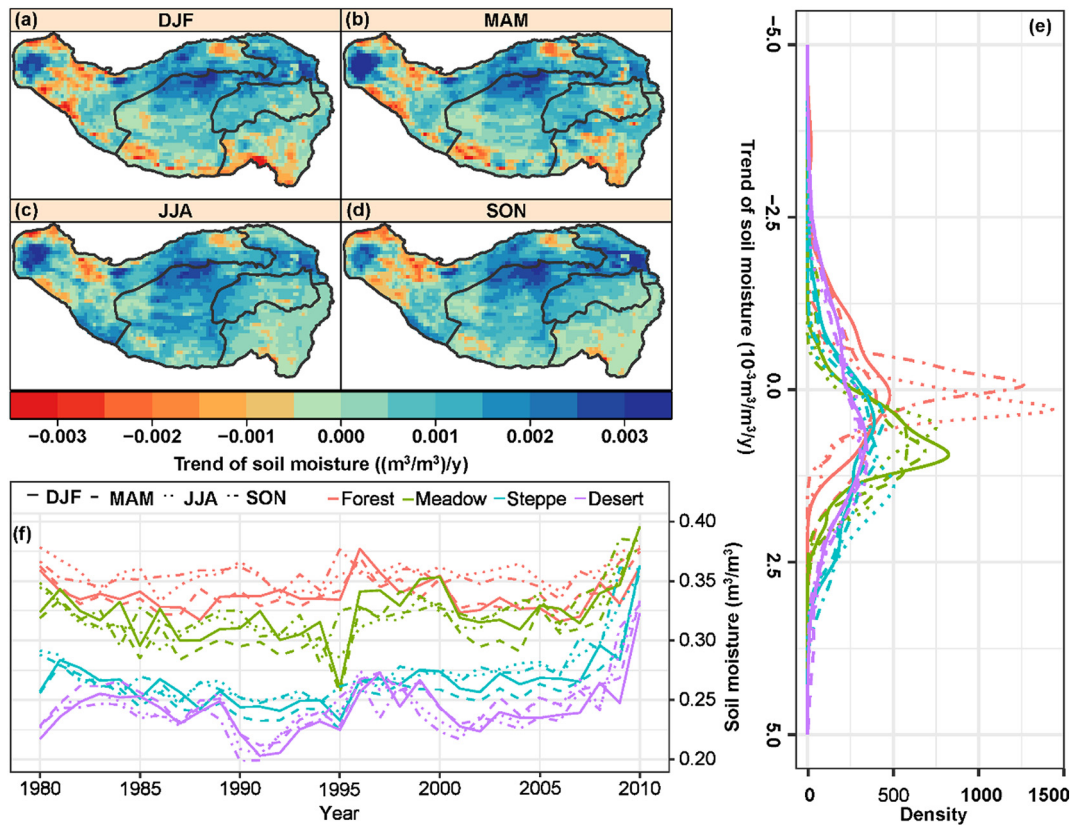 (a) DJF
(b) MAM
(c) JJA
(d) SON
−0.003 −0.002 −0.001 0.000 0.001 0.002 0.003
Trend of soil moisture ((m³/m³)/y)
0 500 1000 1500
(e)
−5.0
−2.5
0.0
2.5
5.0
Trend of soil moisture (10⁻³m³/m³/y)
0 500 1000 1500
Density
DJF MAM JJA SON Forest Meadow Steppe Desert
(f)
0.40
0.35
0.30
0.25
0.20
Soil moisture (m³/m³)
1980 1985 1990 1995 2000 2005 2010
Year